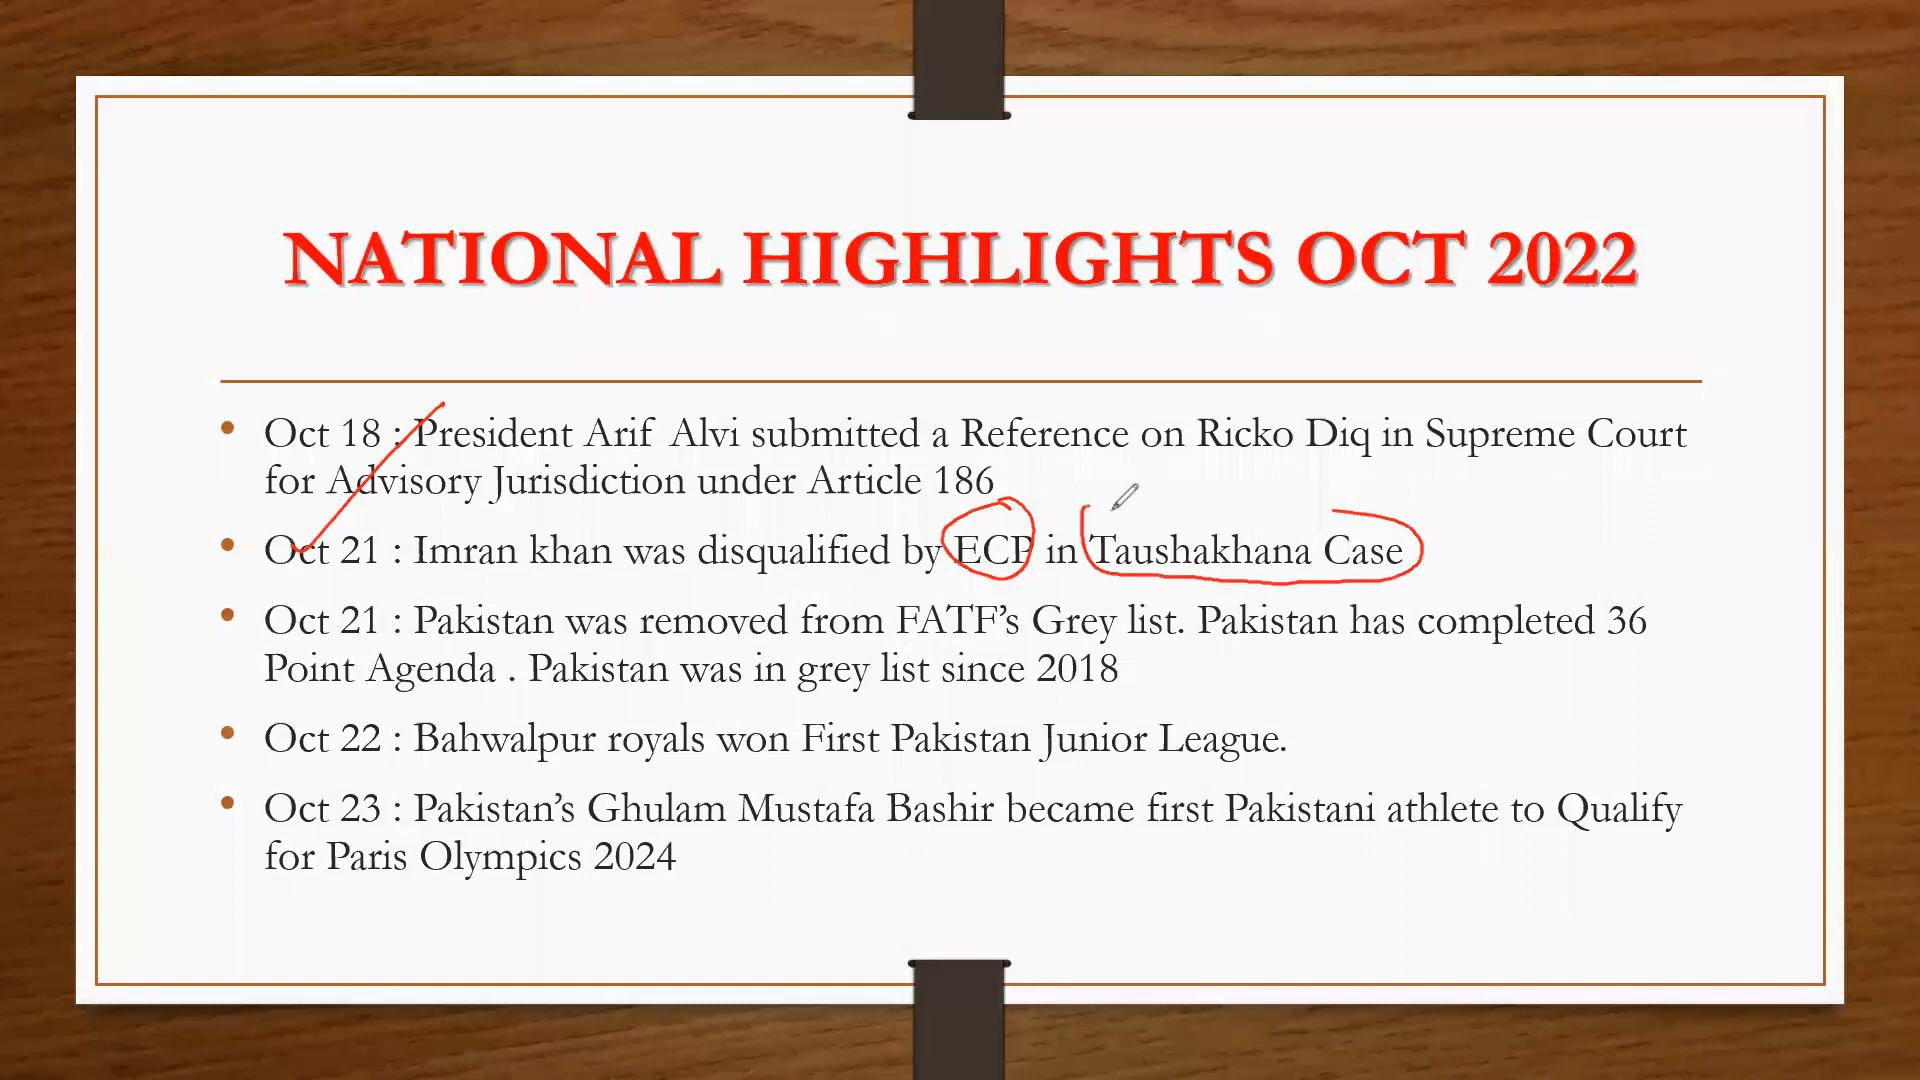 NATIONAL HIGHLIGHTS OCT 2022
• Oct 18 : President Arif Alvi submitted a Reference on Ricko Diq in Supreme Court
for Advisory Jurisdiction under Article 186
• Oct 21 : Imran khan was disqualified by ECP in Taushakhana Case
• Oct 21 : Pakistan was removed from FATF’s Grey list. Pakistan has completed 36
Point Agenda . Pakistan was in grey list since 2018
• Oct 22 : Bahwalpur royals won First Pakistan Junior League.
• Oct 23 : Pakistan’s Ghulam Mustafa Bashir became first Pakistani athlete to Qualify
for Paris Olympics 2024